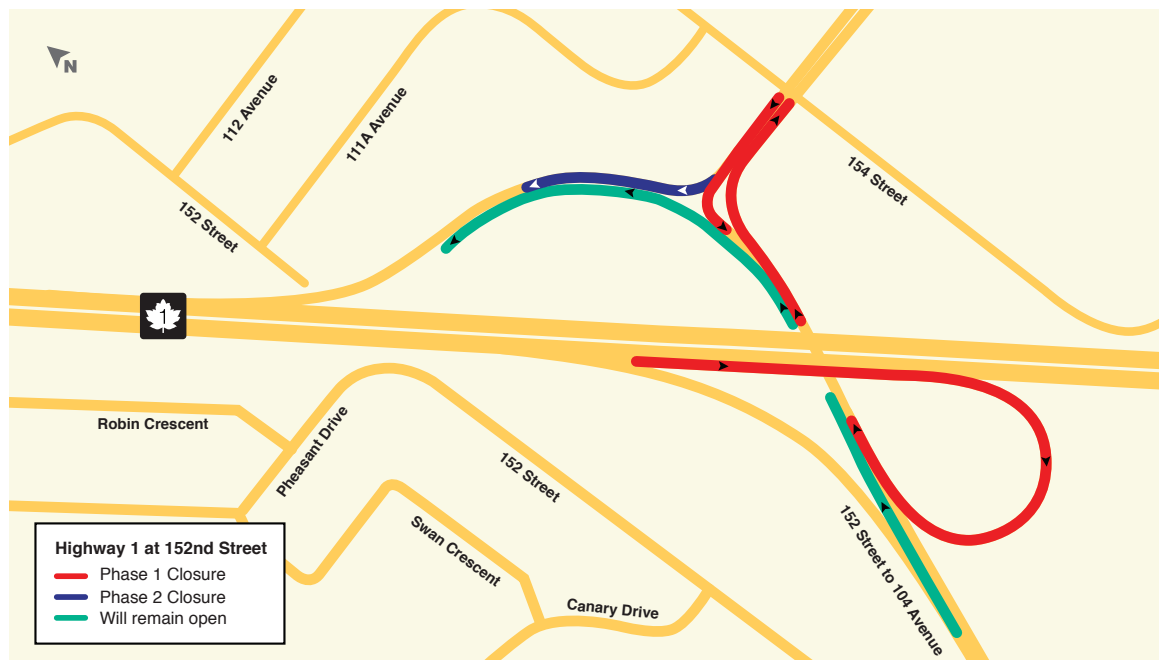 N
112 Avenue
111A Avenue
154 Street
152 Street
1
Robin Crescent
Pheasant Drive
152 Street
Swan Crescent
152 Street to 104 Avenue
Canary Drive
Highway 1 at 152nd Street
Phase 1 Closure
Phase 2 Closure
Will remain open